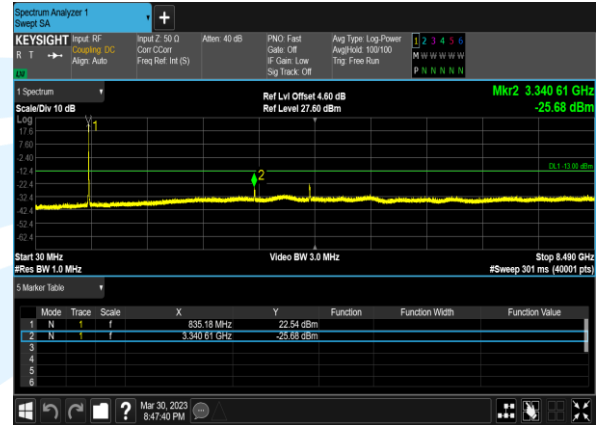 Spectrum Analyzer 1
Swept SA
+
KEYSIGHT Input: RF Input Z: 50 Ω Atten: 40 dB PNO: Fast Avg Type: Log-Power 1 2 3 4 5 6
R T Coupling: DC Corr CCorr Gate: Off Avg|Hold: 100/100 M W W W W W
Align: Auto Freq Ref: Int (S) IF Gain: Low Trig: Free Run P N N N N N
Sig Track: Off
LW
1 Spectrum Ref Lvl Offset 4.60 dB Mkr2 3.340 61 GHz
Scale/Div 10 dB Ref Level 27.60 dBm -25.68 dBm
Log
1
17.6
7.60
-2.40
DL1 -13.00 dBm
-12.4
2
-22.4
-32.4
-42.4
-52.4
-62.4
Start 30 MHz Video BW 3.0 MHz Stop 8.490 GHz
#Res BW 1.0 MHz #Sweep 301 ms (40001 pts)
5 Marker Table
Mode Trace Scale X Y Function Function Width Function Value
1 N 1 f 835.18 MHz 22.54 dBm
2 N 1 f 3.340 61 GHz -25.68 dBm
3
4
5
6
? Mar 30, 2023
8:47:40 PM